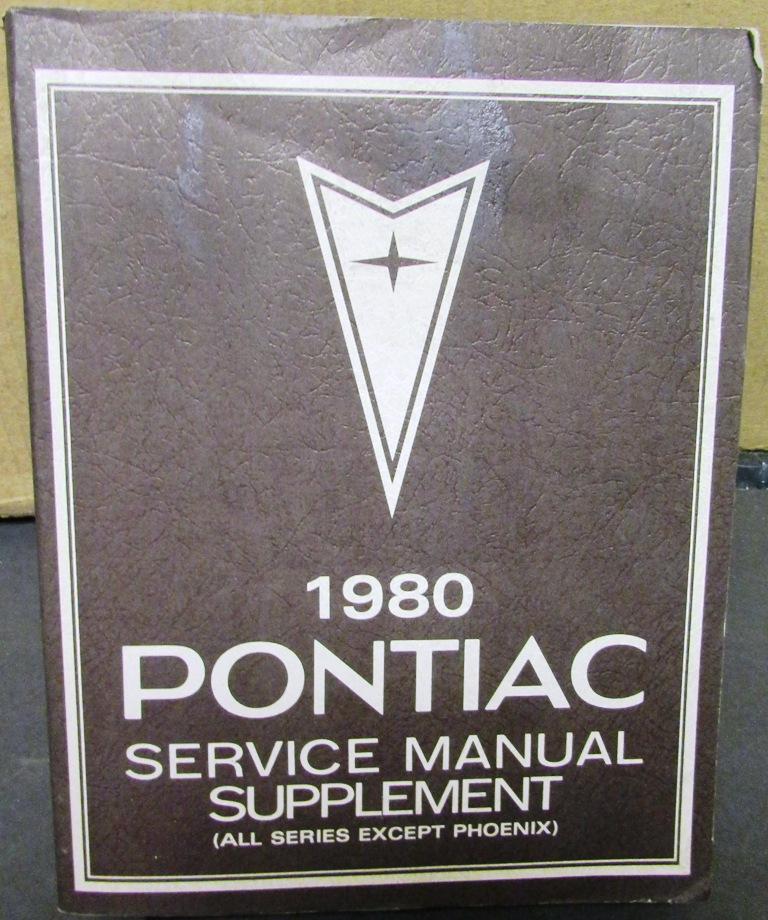 1980
PONTIAC
SERVICE MANUAL
SUPPLEMENT
(ALL SERIES EXCEPT PHOENIX)